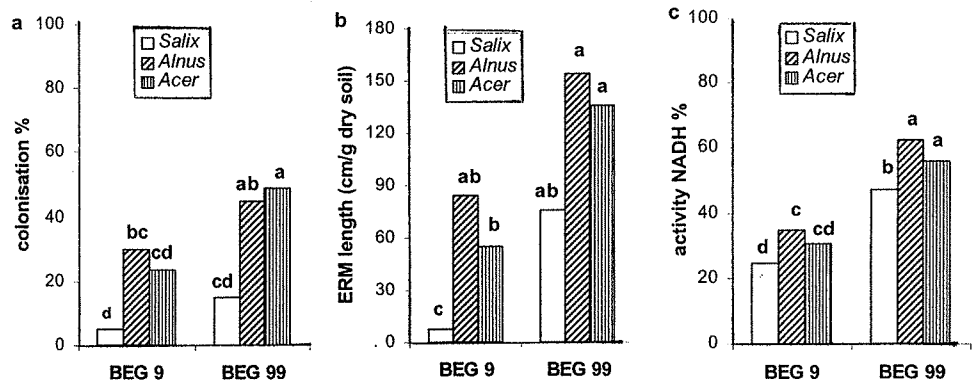 a
colonisation %
100
80
60
40
20
0
Salix
Alnus
Acer
d
bc
cd
cd
ab
a
BEG 9
BEG 99
b
ERM length (cm/g dry soil)
180
150
120
90
60
30
0
Salix
Alnus
Acer
c
ab
b
ab
a
a
BEG 9
BEG 99
c
activity NADH %
100
80
60
40
20
0
Salix
Alnus
Acer
d
c
cd
b
a
a
BEG 9
BEG 99